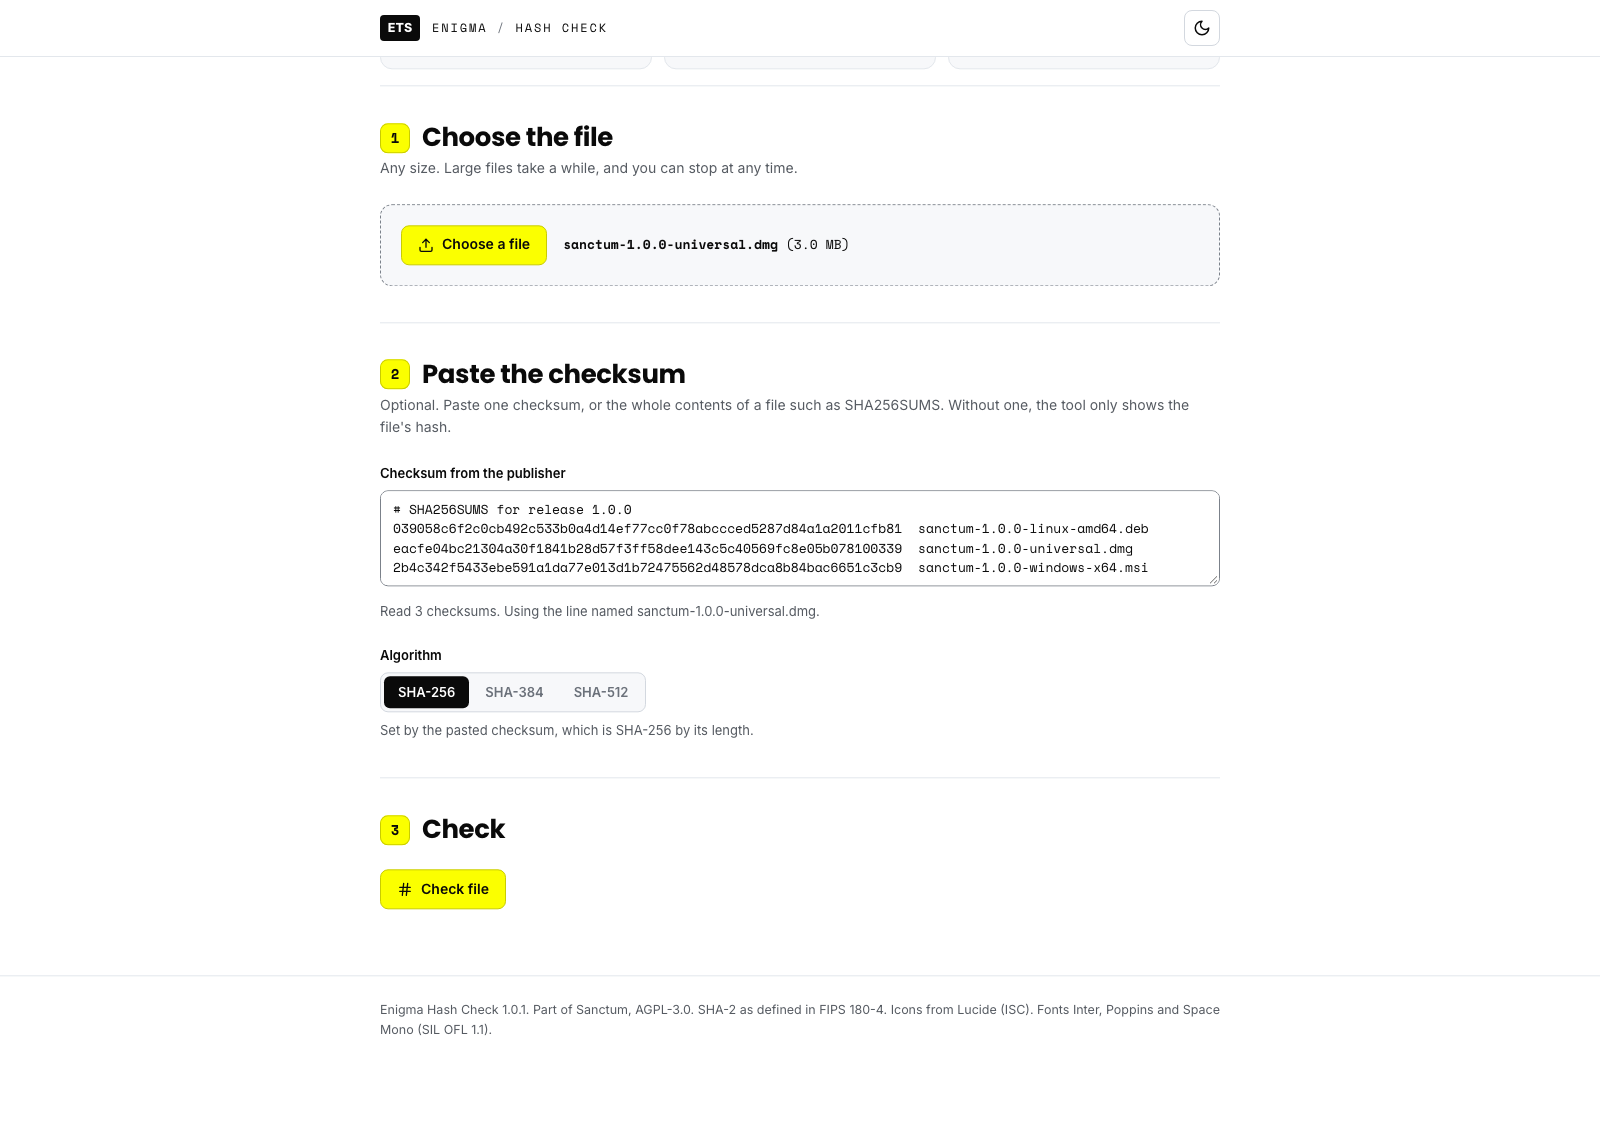 ETS ENIGMA / HASH CHECK
1 Choose the file
Any size. Large files take a while, and you can stop at any time.
Choose a file sanctum-1.0.0-universal.dmg (3.0 MB)
2 Paste the checksum
Optional. Paste one checksum, or the whole contents of a file such as SHA256SUMS. Without one, the tool only shows the
file's hash.
Checksum from the publisher
# SHA256SUMS for release 1.0.0
039058c6f2c0cb492c533b0a4d14ef77cc0f78abccced5287d84a1a2011cfb81  sanctum-1.0.0-linux-amd64.deb
eacfe04bc21304a30f1841b28d57f3ff58dee143c5c40569fc8e05b078100339  sanctum-1.0.0-universal.dmg
2b4c342f5433ebe591a1da77e013d1b72475562d48578dca8b84bac6651c3cb9  sanctum-1.0.0-windows-x64.msi
Read 3 checksums. Using the line named sanctum-1.0.0-universal.dmg.
Algorithm
SHA-256 SHA-384 SHA-512
Set by the pasted checksum, which is SHA-256 by its length.
3 Check
# Check file
Enigma Hash Check 1.0.1. Part of Sanctum, AGPL-3.0. SHA-2 as defined in FIPS 180-4. Icons from Lucide (ISC). Fonts Inter, Poppins and Space
Mono (SIL OFL 1.1).